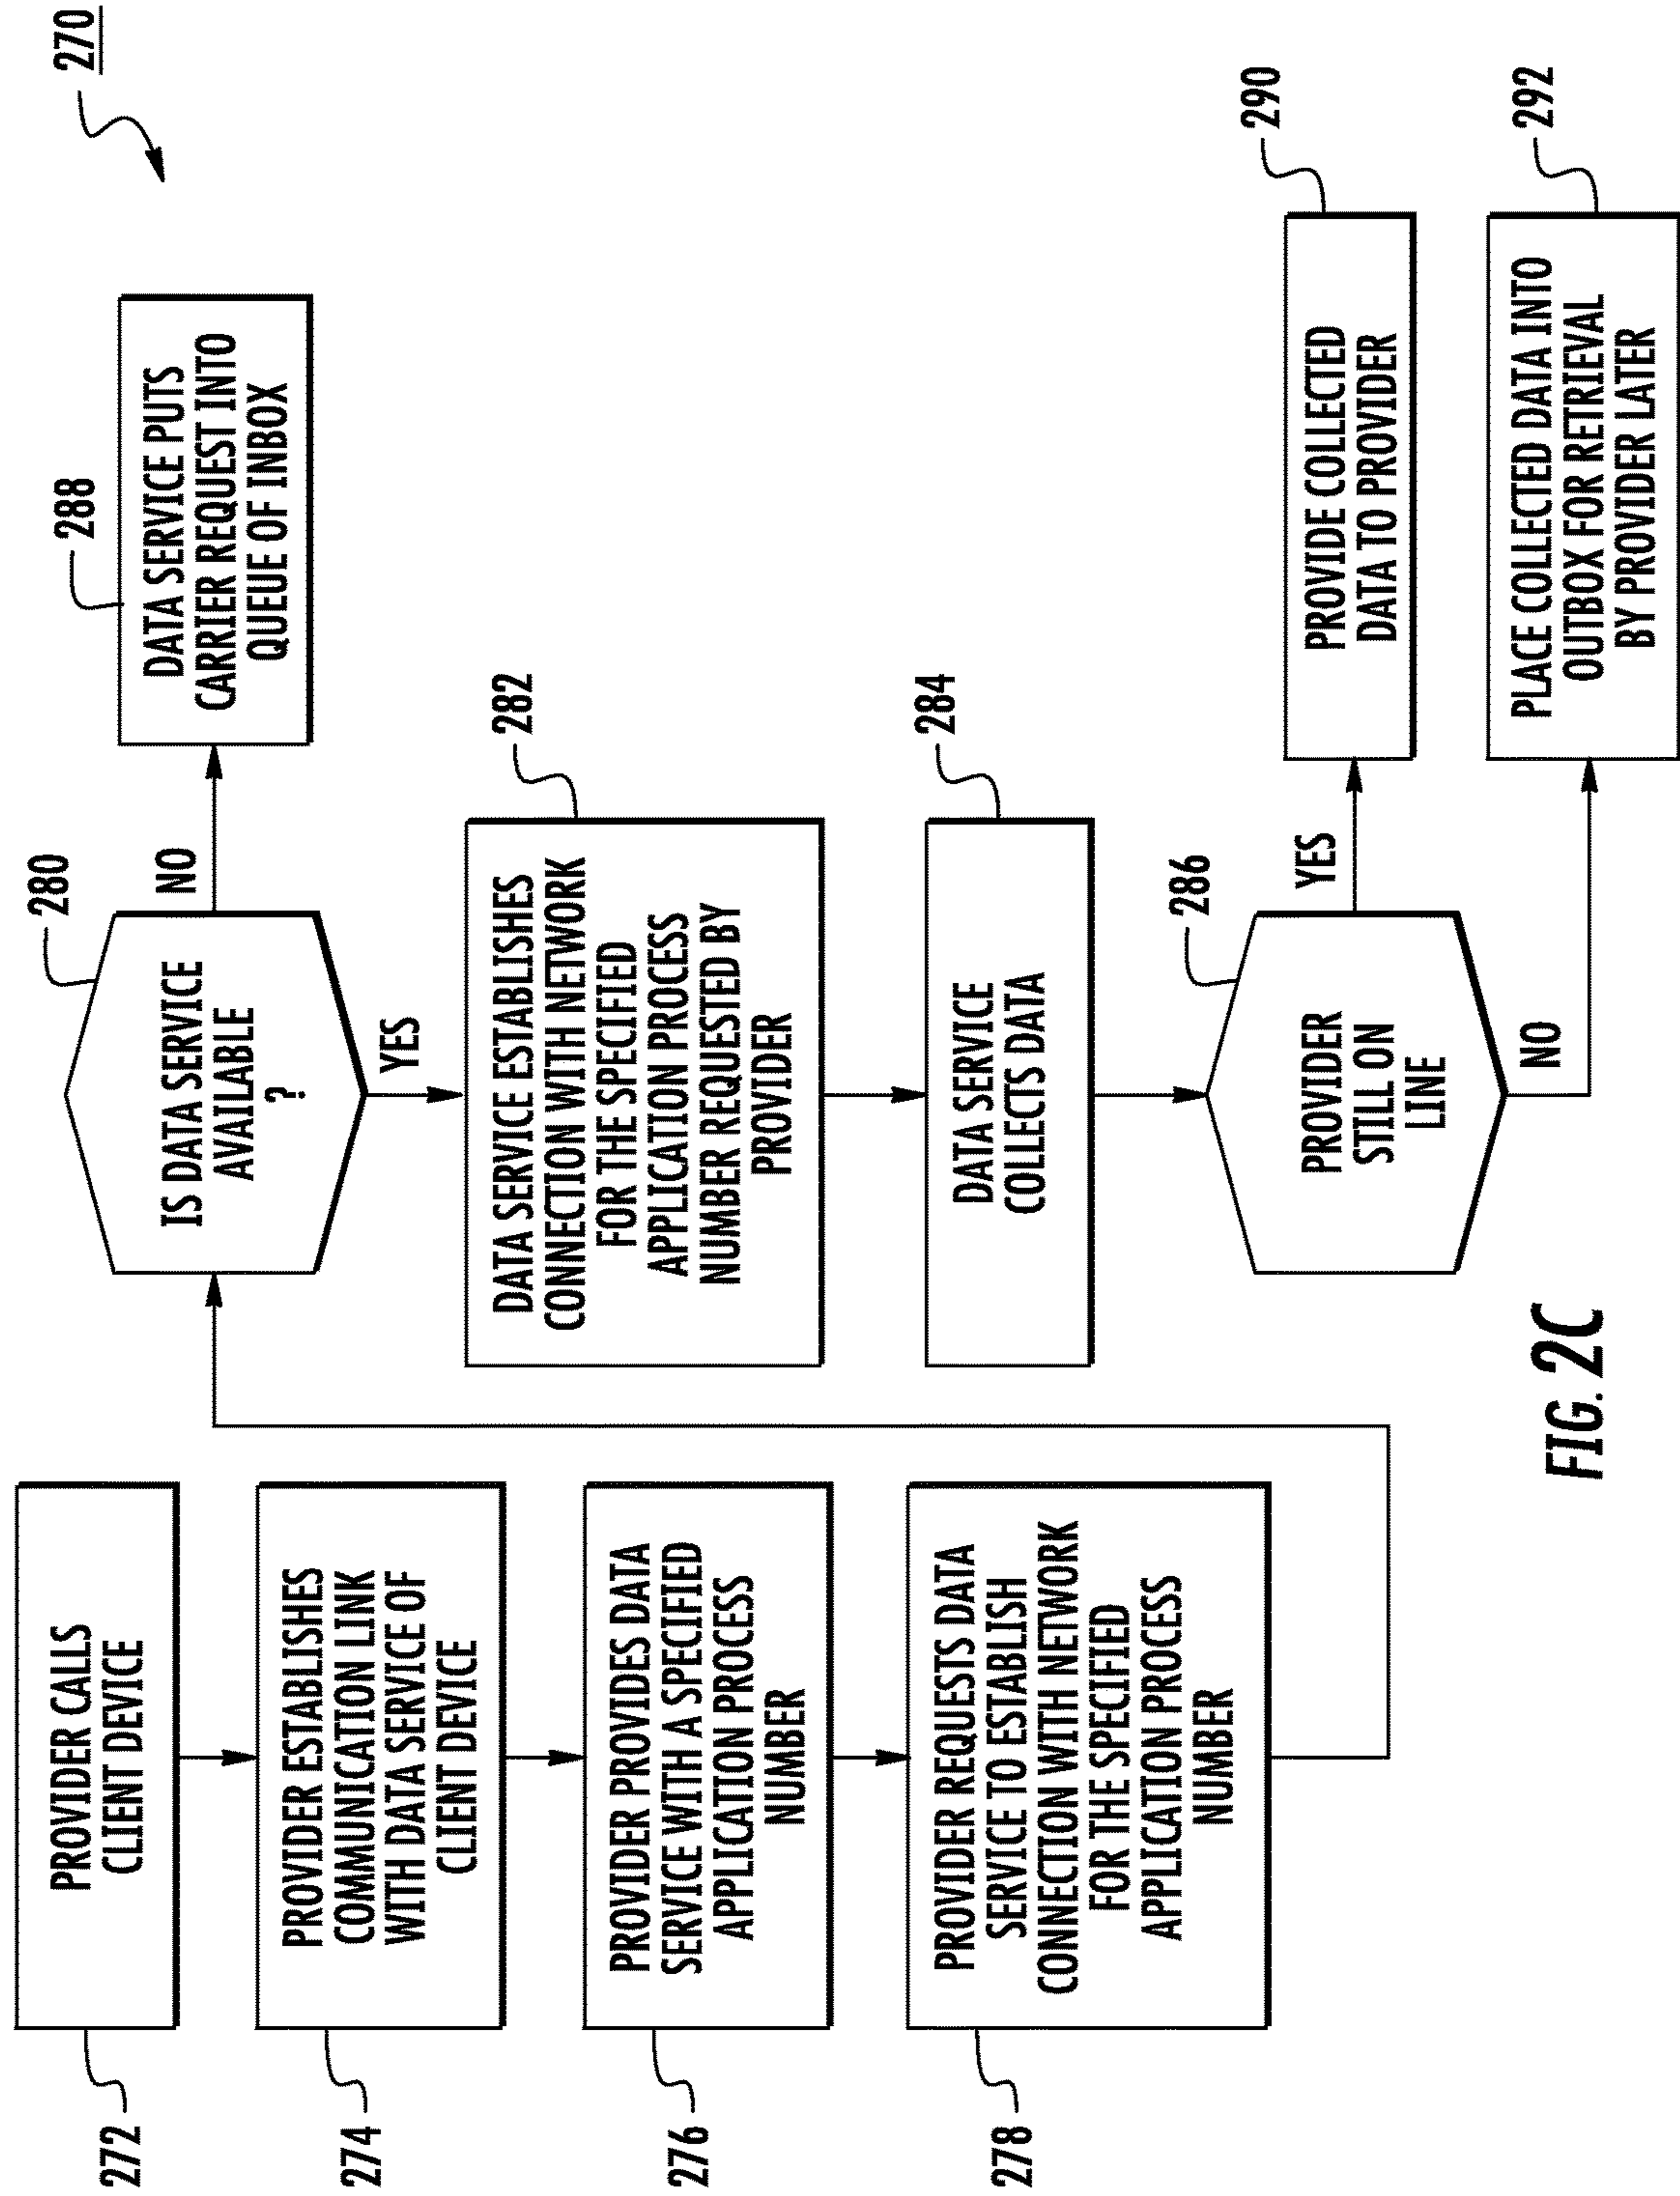 270
272
PROVIDER CALLS
CLIENT DEVICE
274
PROVIDER ESTABLISHES
COMMUNICATION LINK
WITH DATA SERVICE OF
CLIENT DEVICE
276
PROVIDER PROVIDES DATA
SERVICE WITH A SPECIFIED
APPLICATION PROCESS
NUMBER
278
PROVIDER REQUESTS DATA
SERVICE TO ESTABLISH
CONNECTION WITH NETWORK
FOR THE SPECIFIED
APPLICATION PROCESS
NUMBER
280
IS DATA SERVICE
AVAILABLE
?
NO
288
DATA SERVICE PUTS
CARRIER REQUEST INTO
QUEUE OF INBOX
YES
282
DATA SERVICE ESTABLISHES
CONNECTION WITH NETWORK
FOR THE SPECIFIED
APPLICATION PROCESS
NUMBER REQUESTED BY
PROVIDER
284
DATA SERVICE
COLLECTS DATA
286
PROVIDER
STILL ON
LINE
YES
290
PROVIDE COLLECTED
DATA TO PROVIDER
NO
292
PLACE COLLECTED DATA INTO
OUTBOX FOR RETRIEVAL
BY PROVIDER LATER
FIG. 2C